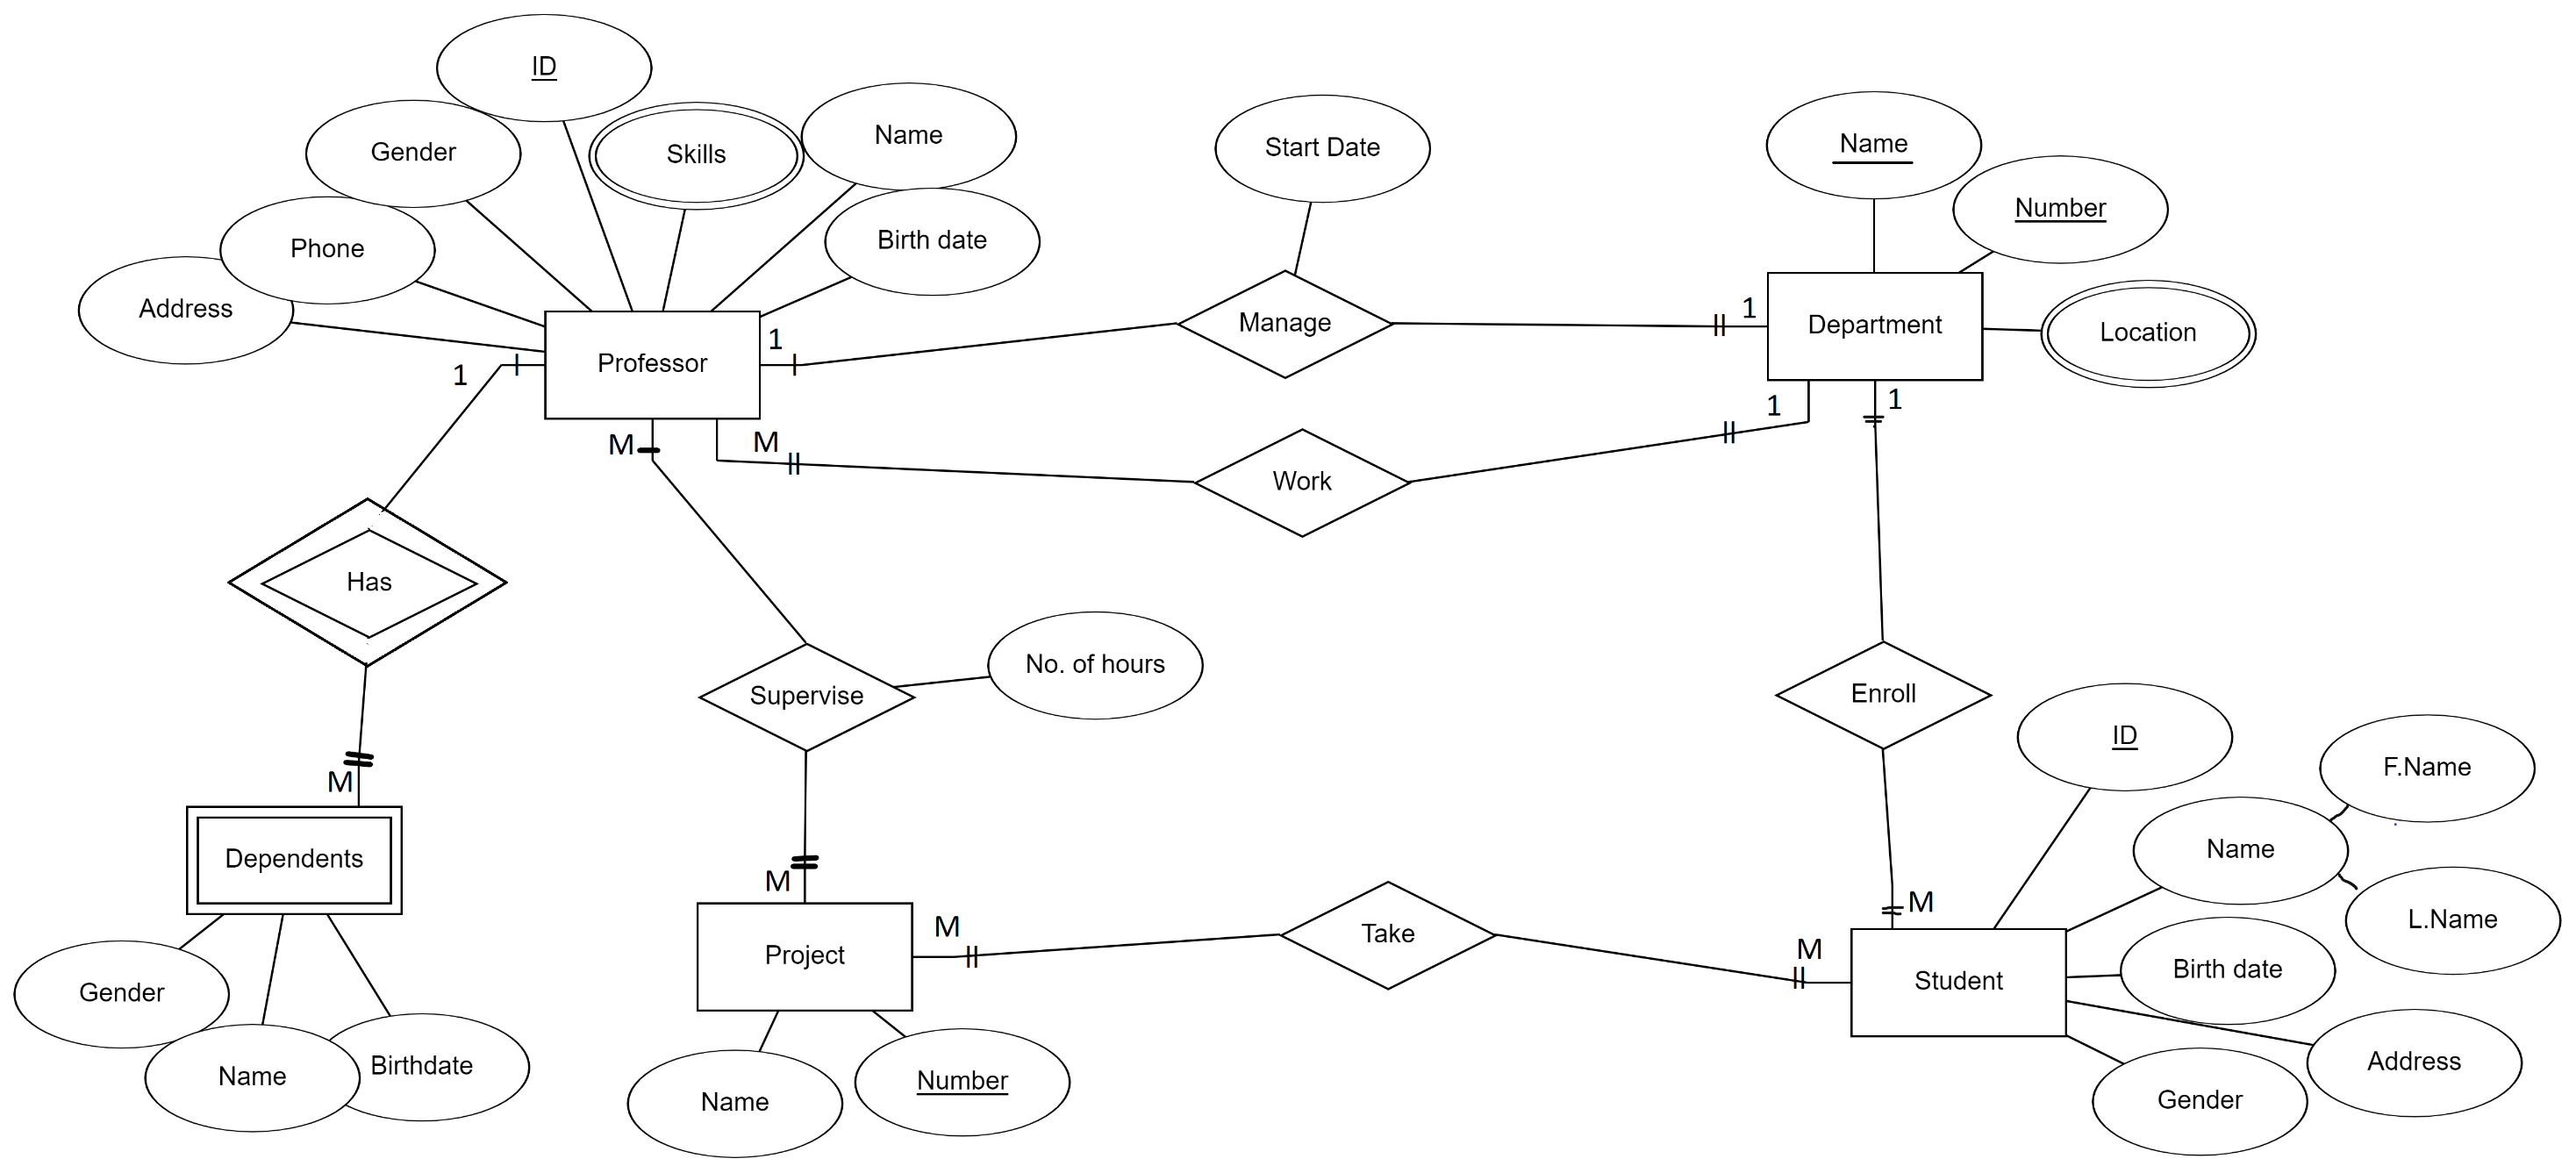 ID
Gender
Skills
Name
Phone
Birth date
Address
Professor
Start Date
Manage
Name
Number
Department
Location
1
1
1
1
1
M
M
Work
Has
Supervise
No. of hours
Enroll
M
Dependents
Gender
Name
Birthdate
M
Project
M
Name
Number
Take
M
M
Student
ID
F.Name
Name
L.Name
Birth date
Address
Gender